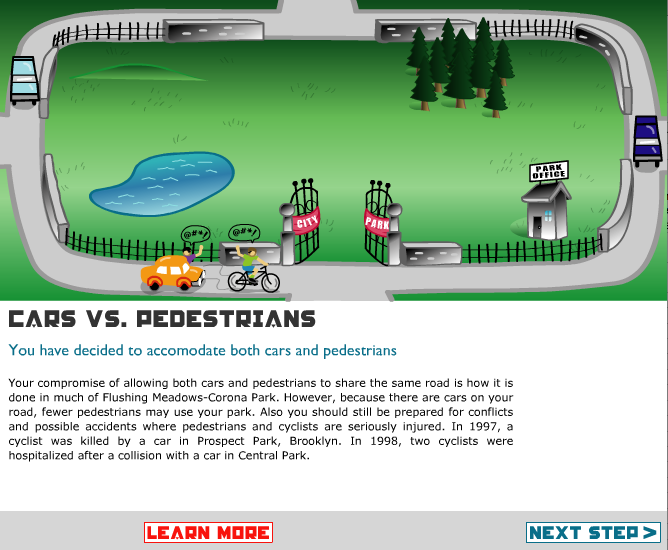 PARK
OFFICE
CITY
PARK
@#*!
@#*!
CARS VS. PEDESTRIANS
You have decided to accomodate both cars and pedestrians
Your compromise of allowing both cars and pedestrians to share the same road is how it is
done in much of Flushing Meadows-Corona Park. However, because there are cars on your
road, fewer pedestrians may use your park. Also you should still be prepared for conflicts
and possible accidents where pedestrians and cyclists are seriously injured. In 1997, a
cyclist was killed by a car in Prospect Park, Brooklyn. In 1998, two cyclists were
hospitalized after a collision with a car in Central Park.
LEARN MORE
NEXT STEP >